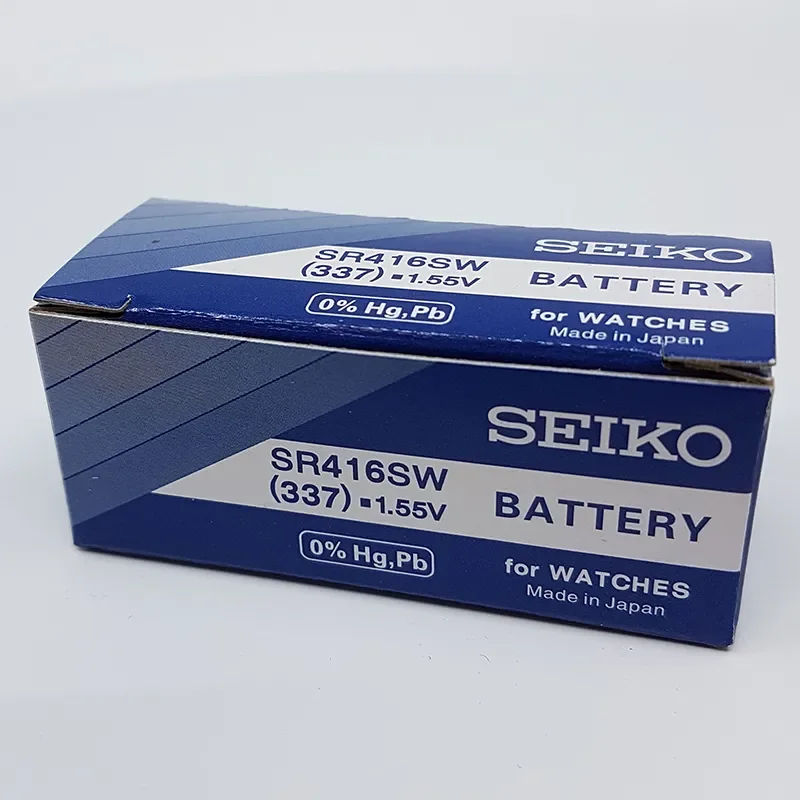 SEIKO
SR416SW
(337) ▪1.55V
BATTERY
0% Hg,Pb
for WATCHES
Made in Japan
SEIKO
SR416SW
(337) ▪1.55V
BATTERY
0% Hg,Pb
for WATCHES
Made in Japan